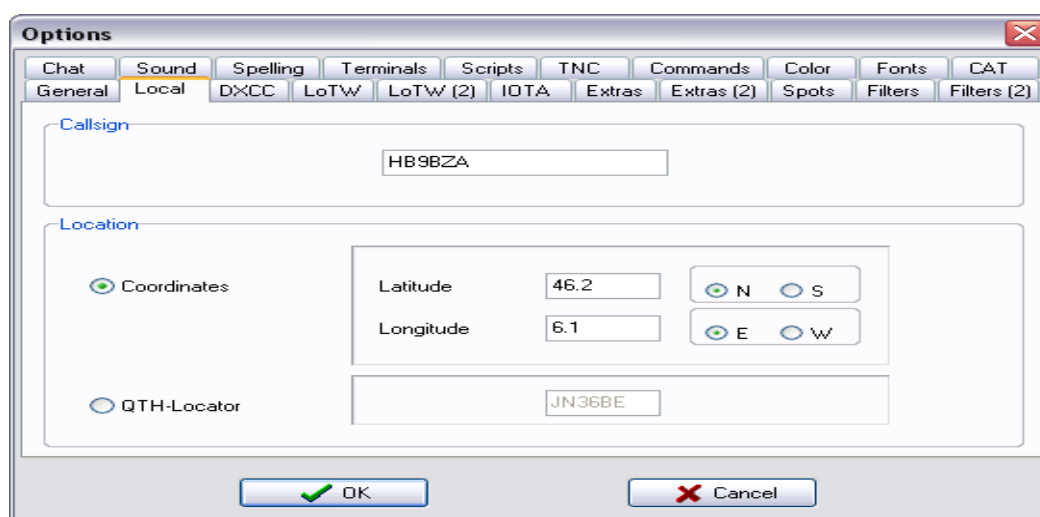 Options
Chat Sound Spelling Terminals Scripts TNC Commands Color Fonts CAT
General Local DXCC LoTW LoTW (2) IOTA Extras Extras (2) Spots Filters Filters (2)
Callsign
HB9BZA
Location
Coordinates
Latitude 46.2 N S
Longitude 6.1 E W
QTH-Locator JN36BE
OK Cancel